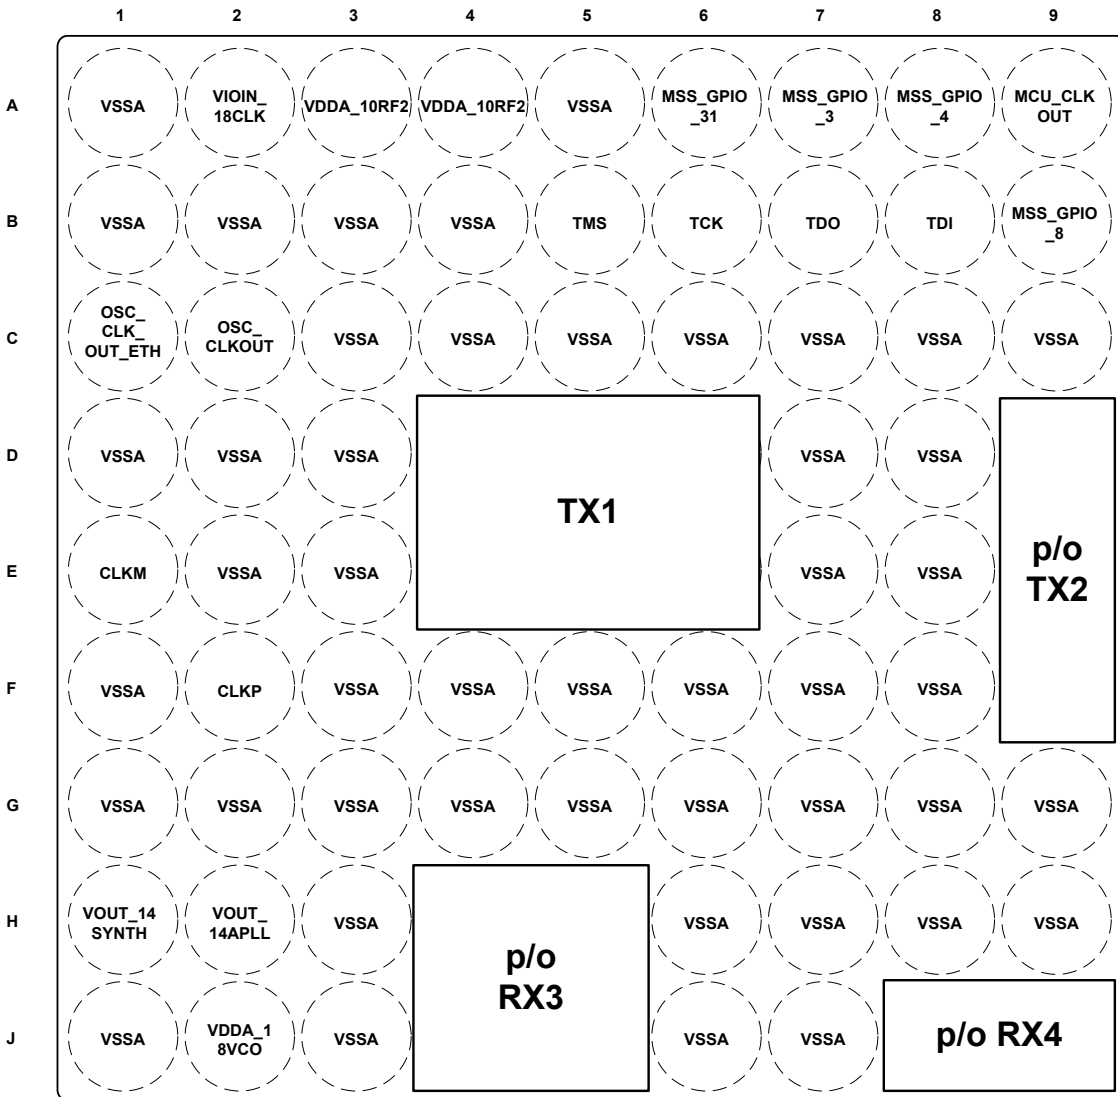 1 2 3 4 5 6 7 8 9
A VSSA VIOIN_ VDDA_10RF2 VDDA_10RF2 VSSA MSS_GPIO MSS_GPIO MSS_GPIO MCU_CLK
18CLK _31 _3 _4 OUT
B VSSA VSSA VSSA VSSA TMS TCK TDO TDI MSS_GPIO
_8
OSC_
CLK_
OUT_ETH
C OSC_ VSSA VSSA VSSA VSSA VSSA VSSA VSSA
CLKOUT
D VSSA VSSA VSSA VSSA VSSA
TX1
E CLKM VSSA VSSA VSSA VSSA
p/o
TX2
F VSSA CLKP VSSA VSSA VSSA VSSA VSSA VSSA
G VSSA VSSA VSSA VSSA VSSA VSSA VSSA VSSA VSSA
H VOUT_14 VOUT_ VSSA VSSA VSSA VSSA VSSA
SYNTH 14APLL
p/o
RX3
J VSSA VDDA_1 VSSA VSSA VSSA p/o RX4
8VCO